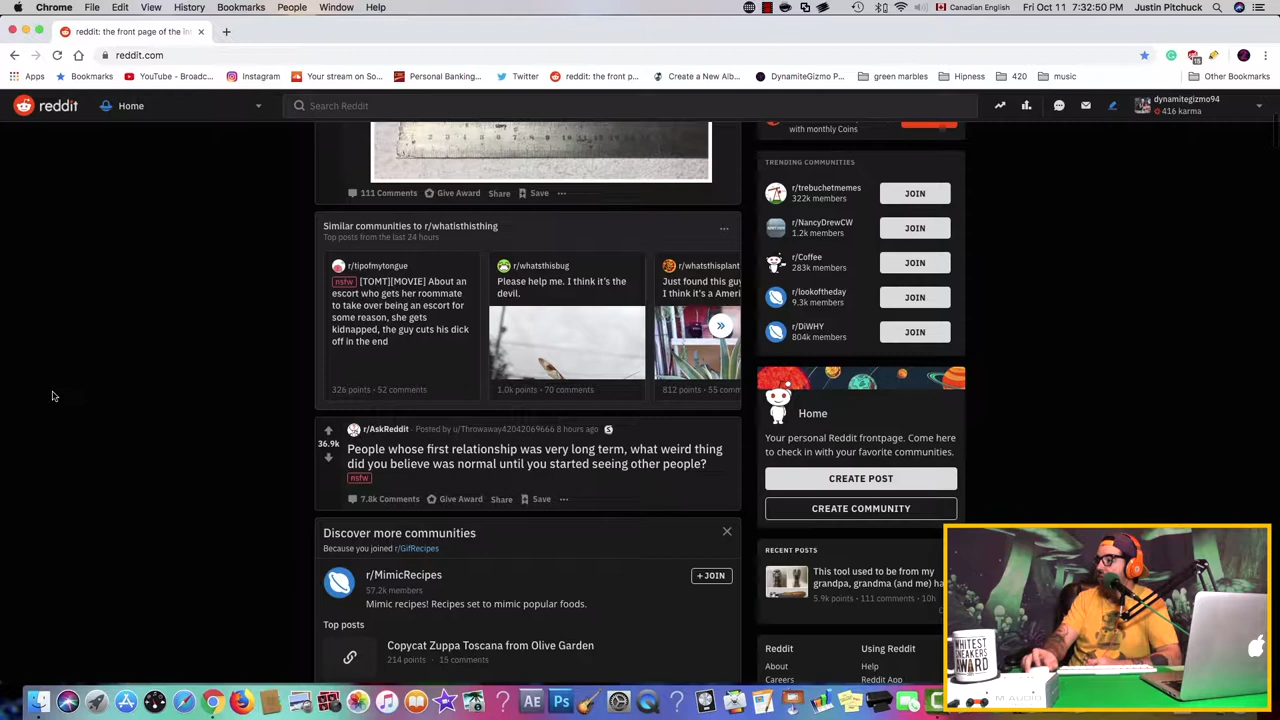 Chrome File Edit View History Bookmarks People Window Help Canadian English Fri Oct 11 7:32:50 PM Justin Pitchuck
reddit: the front page of the in
reddit.com
Apps Bookmarks YouTube - Broadc... Instagram Your stream on So... Personal Banking... Twitter reddit: the front p... Create a New Alb... DynamiteGizmo P... green marbles Hipness 420 music Other Bookmarks
reddit Home Search Reddit dynamitegizmo94
416 karma
with monthly Coins
111 Comments Give Award Share Save
Similar communities to r/whatisthisthing
Top posts from the last 24 hours
r/tipofmytongue
nsfw [TOMT][MOVIE] About an
escort who gets her roommate
to take over being an escort for
some reason, she gets
kidnapped, the guy cuts his dick
off in the end
326 points • 52 comments
r/whatsthisbug
Please help me. I think it's the
devil.
1.0k points • 70 comments
r/whatsthisplant
Just found this guy
I think it's a Ameri
812 points • 55 comm
r/AskReddit • Posted by u/Throwaway42042069666 8 hours ago
36.9k
People whose first relationship was very long term, what weird thing
did you believe was normal until you started seeing other people?
nsfw
7.8k Comments Give Award Share Save
Discover more communities
Because you joined r/GifRecipes
r/MimicRecipes
57.2k members
Mimic recipes! Recipes set to mimic popular foods.
+ JOIN
Top posts
Copycat Zuppa Toscana from Olive Garden
214 points • 15 comments
TRENDING COMMUNITIES
r/trebuchetmemes
322k members
JOIN
r/NancyDrewCW
1.2k members
JOIN
r/Coffee
283k members
JOIN
r/lookoftheday
9.3k members
JOIN
r/DiWHY
804k members
JOIN
Home
Your personal Reddit frontpage. Come here
to check in with your favorite communities.
CREATE POST
CREATE COMMUNITY
RECENT POSTS
This tool used to be from my
grandpa, grandma (and me) ha
5.9k points • 111 comments • 10h
Reddit Using Reddit
About Help
Careers Reddit App
WHITEST
SNEAKERS
AWARD
M-AUDIO
AE Ps